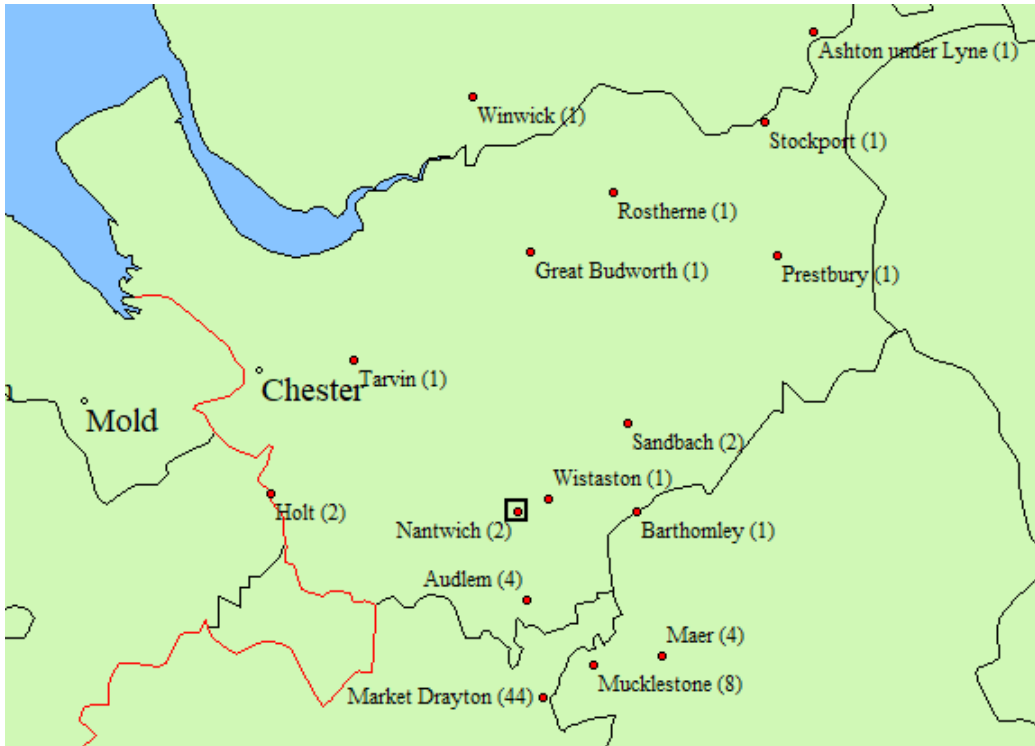 Ashton under Lyne (1)
Winwick (1)
Stockport (1)
Rostherne (1)
Great Budworth (1)
Prestbury (1)
Tarvin (1)
Chester
Mold
Sandbach (2)
Wistaston (1)
Holt (2)
Nantwich (2)
Barthomley (1)
Audlem (4)
Maer (4)
Mucklestone (8)
Market Drayton (44)